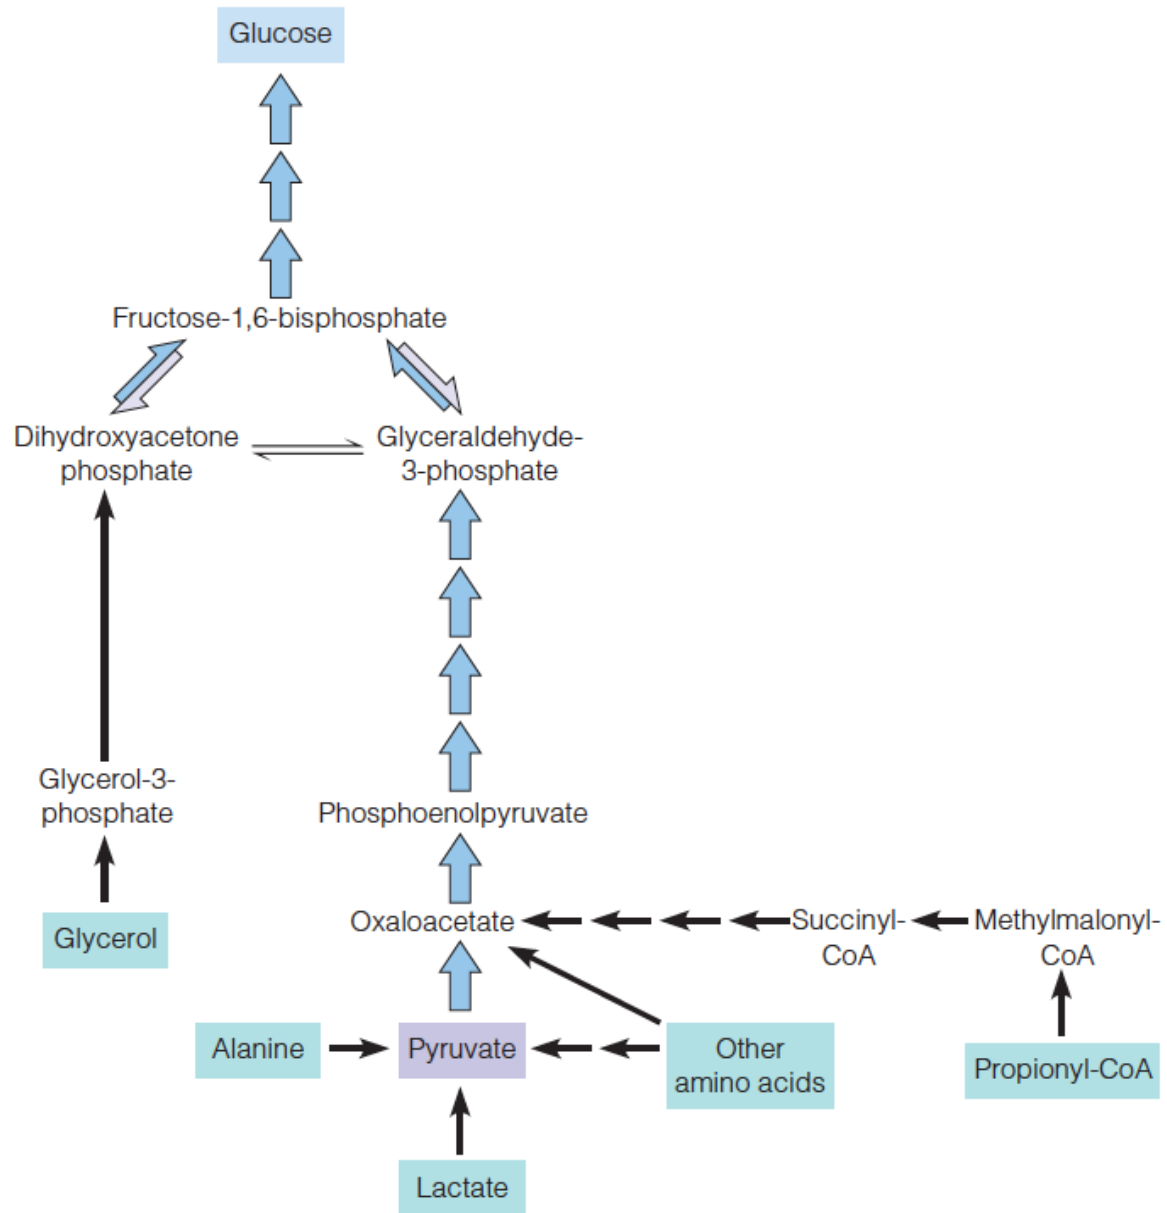 Glucose
Fructose-1,6-bisphosphate
Dihydroxyacetone
phosphate
Glyceraldehyde-
3-phosphate
Glycerol-3-
phosphate
Phosphoenolpyruvate
Glycerol
Oxaloacetate
Succinyl-
CoA
Methylmalonyl-
CoA
Alanine
Pyruvate
Other
amino acids
Propionyl-CoA
Lactate